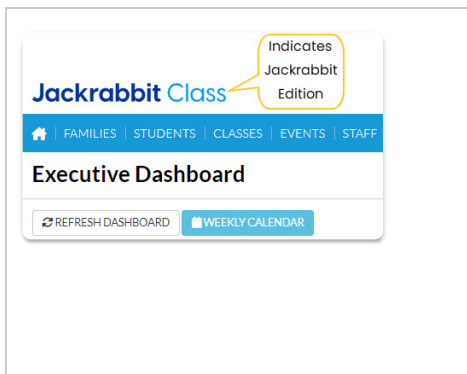 Indicates
Jackrabbit
Edition
Jackrabbit Class
FAMILIES | STUDENTS | CLASSES | EVENTS | STAFF
Executive Dashboard
REFRESH DASHBOARD WEEKLY CALENDAR